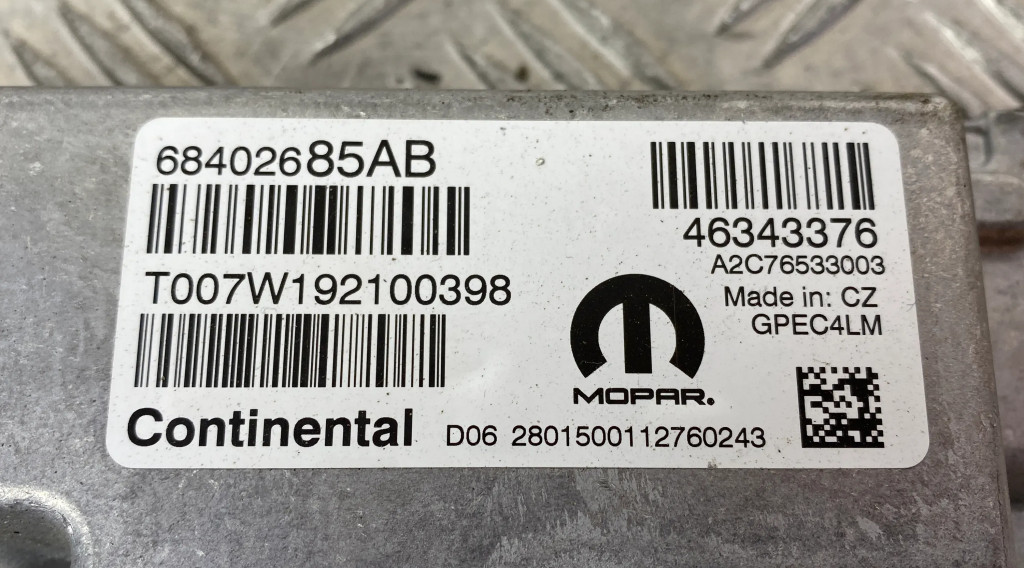 68402685AB
T007W192100398
Continental
D06 2801500112760243
MOPAR.
46343376
A2C76533003
Made in: CZ
GPEC4LM